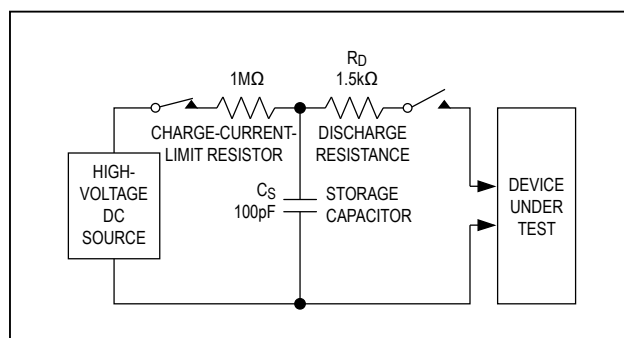 1MΩ
RD
1.5kΩ
CHARGE-CURRENT-
LIMIT RESISTOR
DISCHARGE
RESISTANCE
HIGH-
VOLTAGE
DC
SOURCE
CS
100pF
STORAGE
CAPACITOR
DEVICE
UNDER
TEST